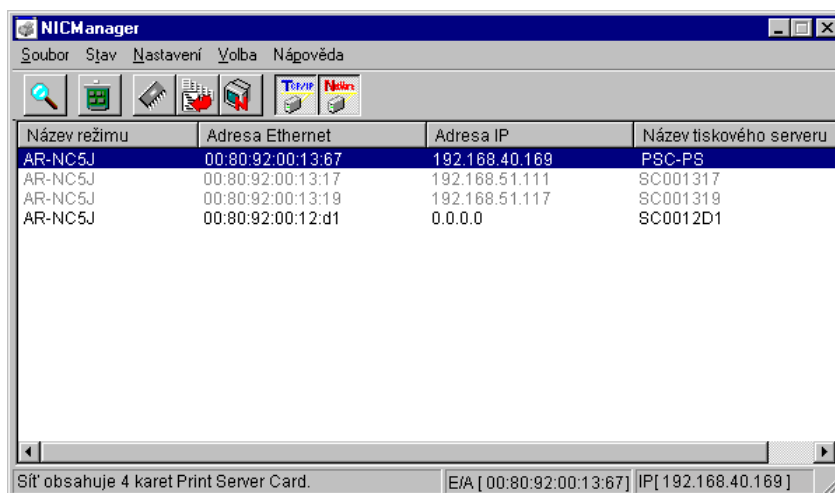 NICManager
Soubor Stav Nastavení Volba Nápověda
TCP/IP NetWare
Název režimu Adresa Ethernet Adresa IP Název tiskového serveru
AR-NC5J 00:80:92:00:13:67 192.168.40.169 PSC-PS
AR-NC5J 00:80:92:00:13:17 192.168.51.111 SC001317
AR-NC5J 00:80:92:00:13:19 192.168.51.117 SC001319
AR-NC5J 00:80:92:00:12:d1 0.0.0.0 SC0012D1
Síť obsahuje 4 karet Print Server Card. E/A [ 00:80:92:00:13:67] IP[ 192.168.40.169 ]